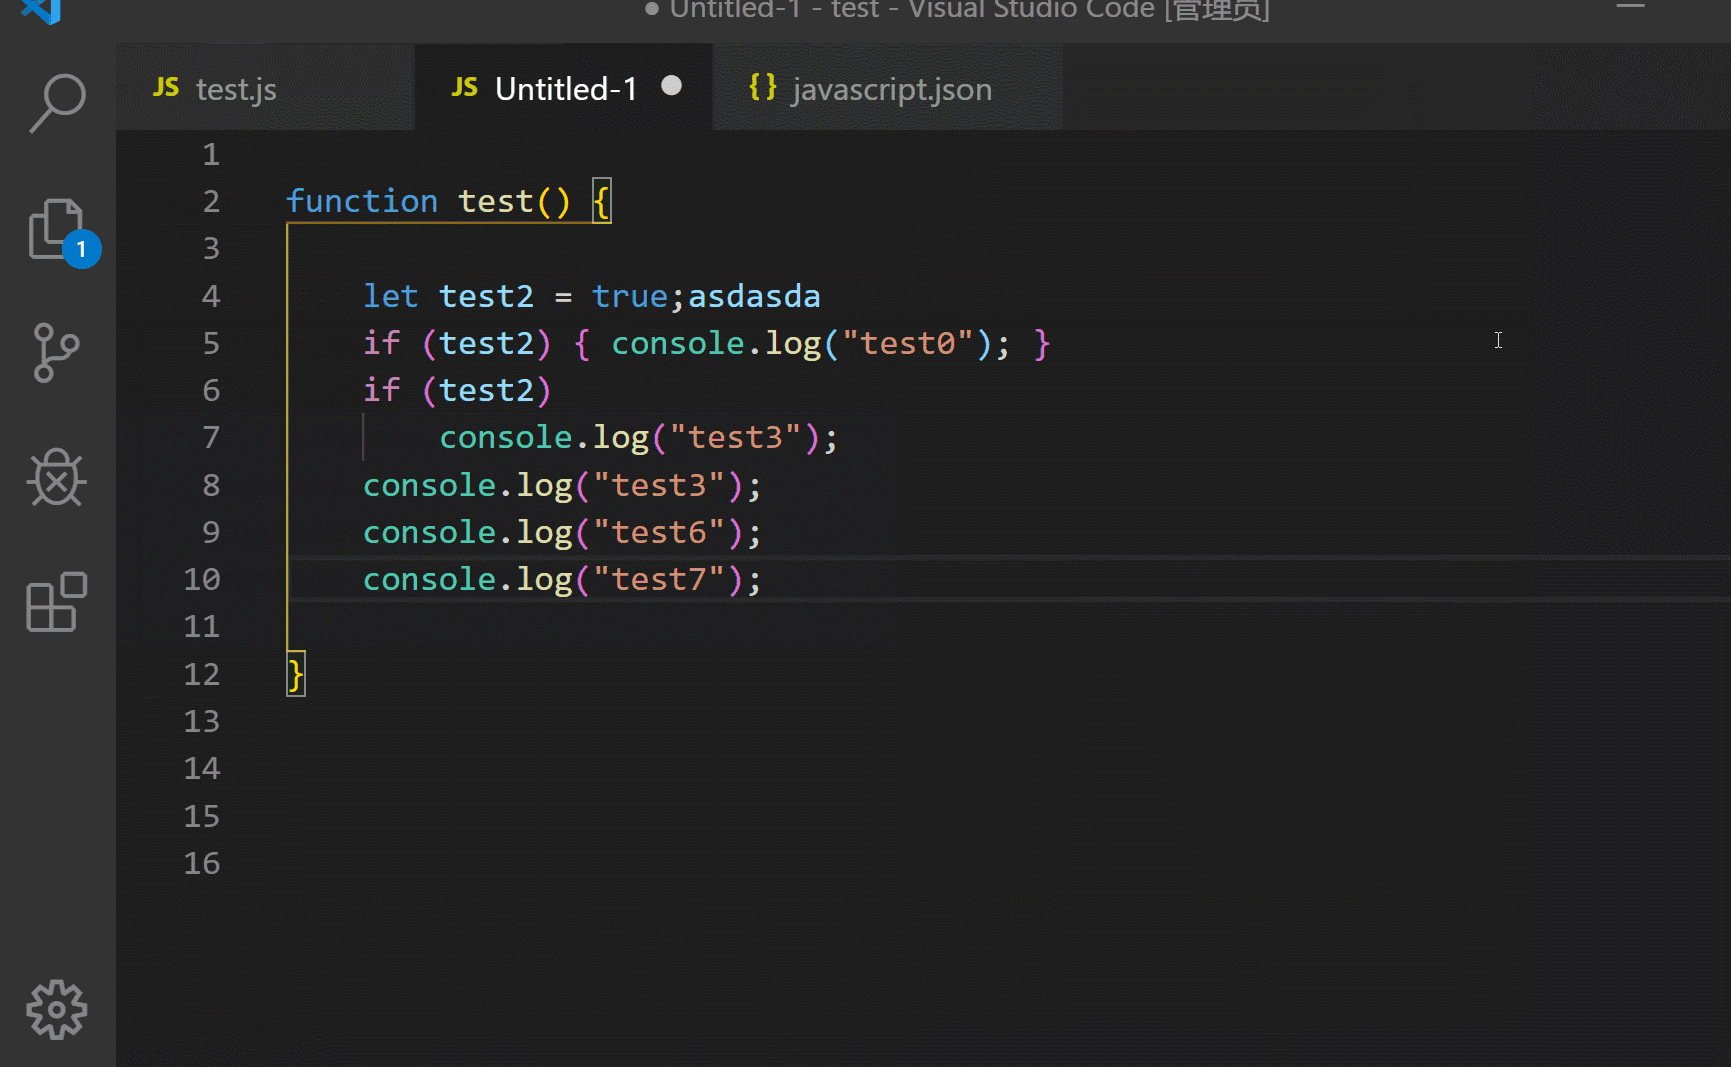 ● Untitled-1 - test - Visual Studio Code [管理员]
JS test.js JS Untitled-1 ● {} javascript.json
1
1
2 function test() {
3
4 let test2 = true;asdasda
5 if (test2) { console.log("test0"); }
6 if (test2)
7 console.log("test3");
8 console.log("test3");
9 console.log("test6");
10 console.log("test7");
11
12 }
13
14
15
16